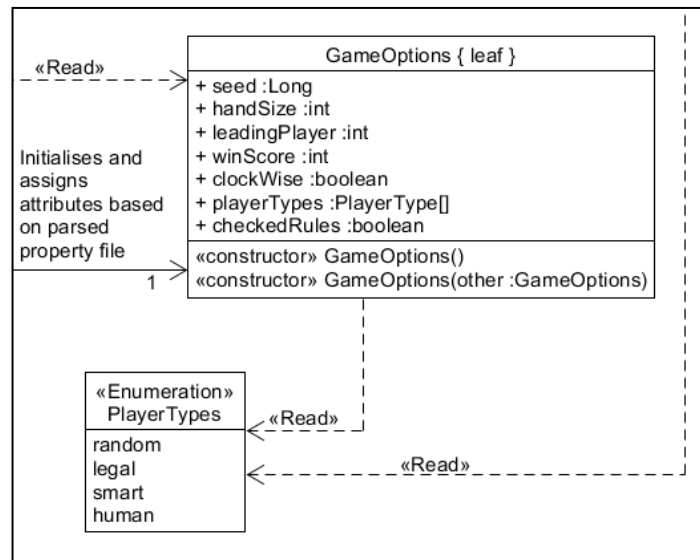 «Read»
GameOptions { leaf }
+ seed :Long
+ handSize :int
+ leadingPlayer :int
+ winScore :int
+ clockWise :boolean
+ playerTypes :PlayerType[]
+ checkedRules :boolean
«constructor» GameOptions()
«constructor» GameOptions(other :GameOptions)
Initialises and
assigns
attributes based
on parsed
property file
1
«Enumeration»
PlayerTypes
random
legal
smart
human
«Read»
«Read»